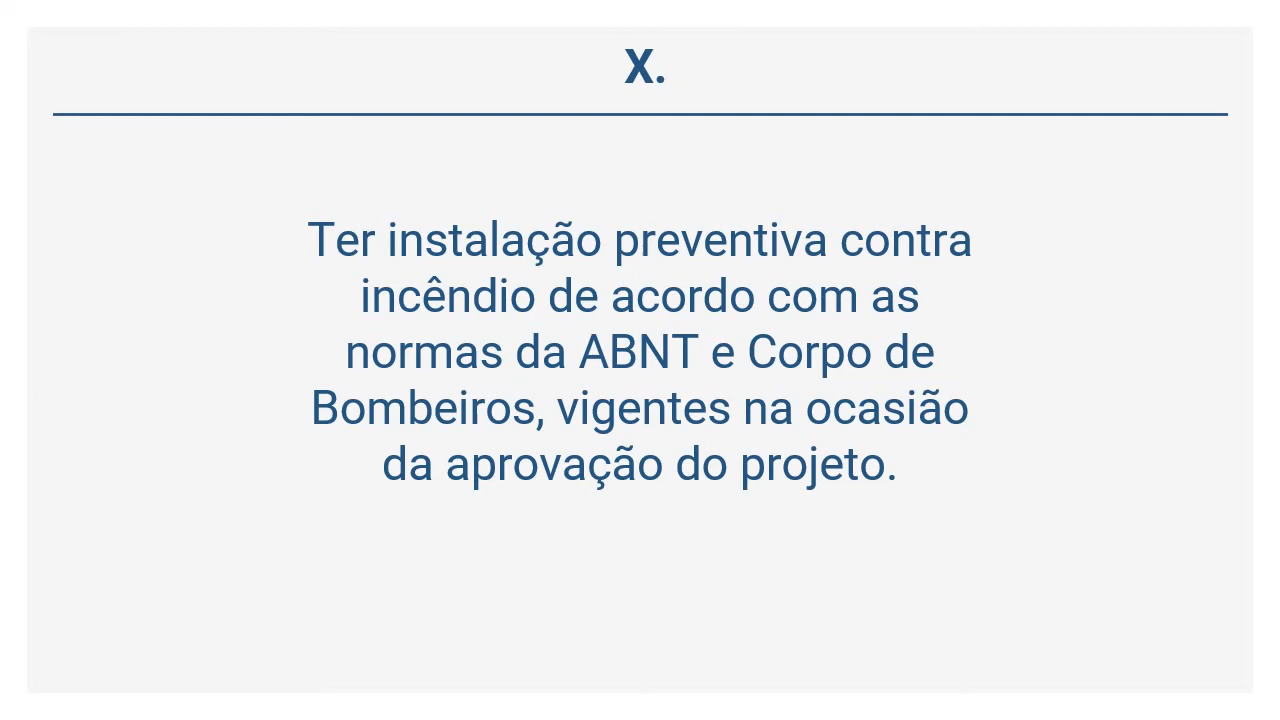 X.
Ter instalação preventiva contra
incêndio de acordo com as
normas da ABNT e Corpo de
Bombeiros, vigentes na ocasião
da aprovação do projeto.